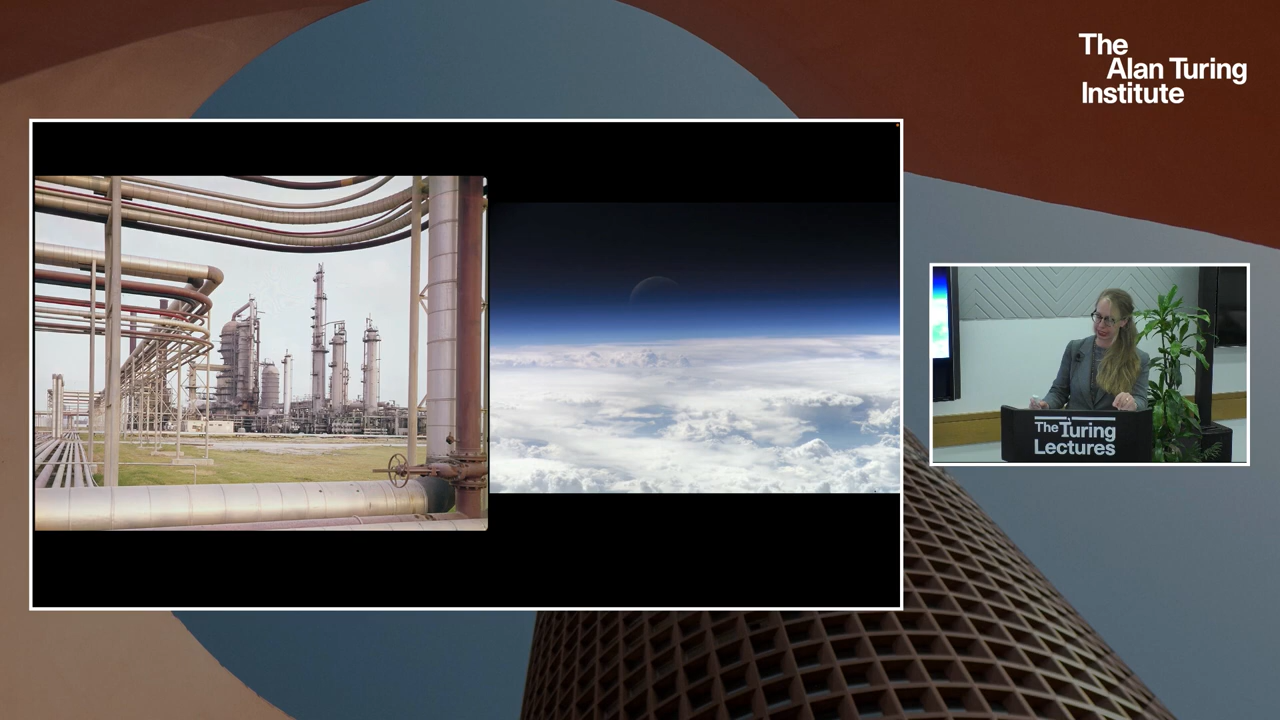 The
Alan Turing
Institute
The Turing
Lectures